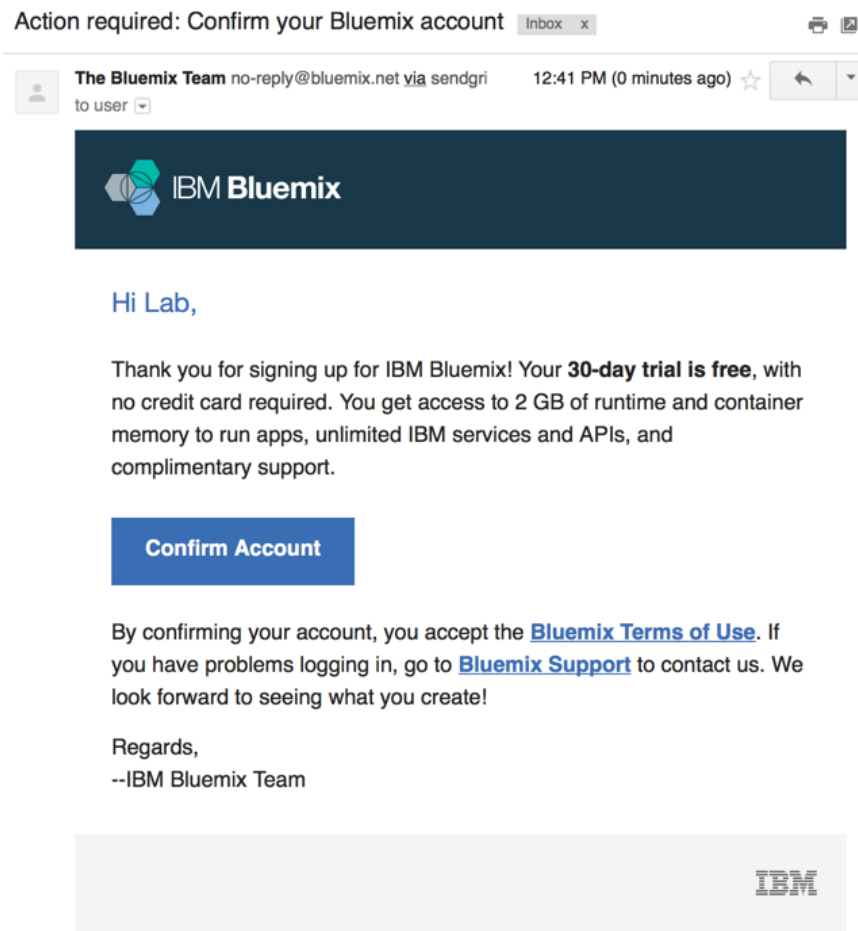 Action required: Confirm your Bluemix account Inbox x
The Bluemix Team no-reply@bluemix.net via sendgri 12:41 PM (0 minutes ago)
to user
IBM Bluemix
Hi Lab,
Thank you for signing up for IBM Bluemix! Your 30-day trial is free, with
no credit card required. You get access to 2 GB of runtime and container
memory to run apps, unlimited IBM services and APIs, and
complimentary support.
Confirm Account
By confirming your account, you accept the Bluemix Terms of Use. If
you have problems logging in, go to Bluemix Support to contact us. We
look forward to seeing what you create!
Regards,
--IBM Bluemix Team
IBM